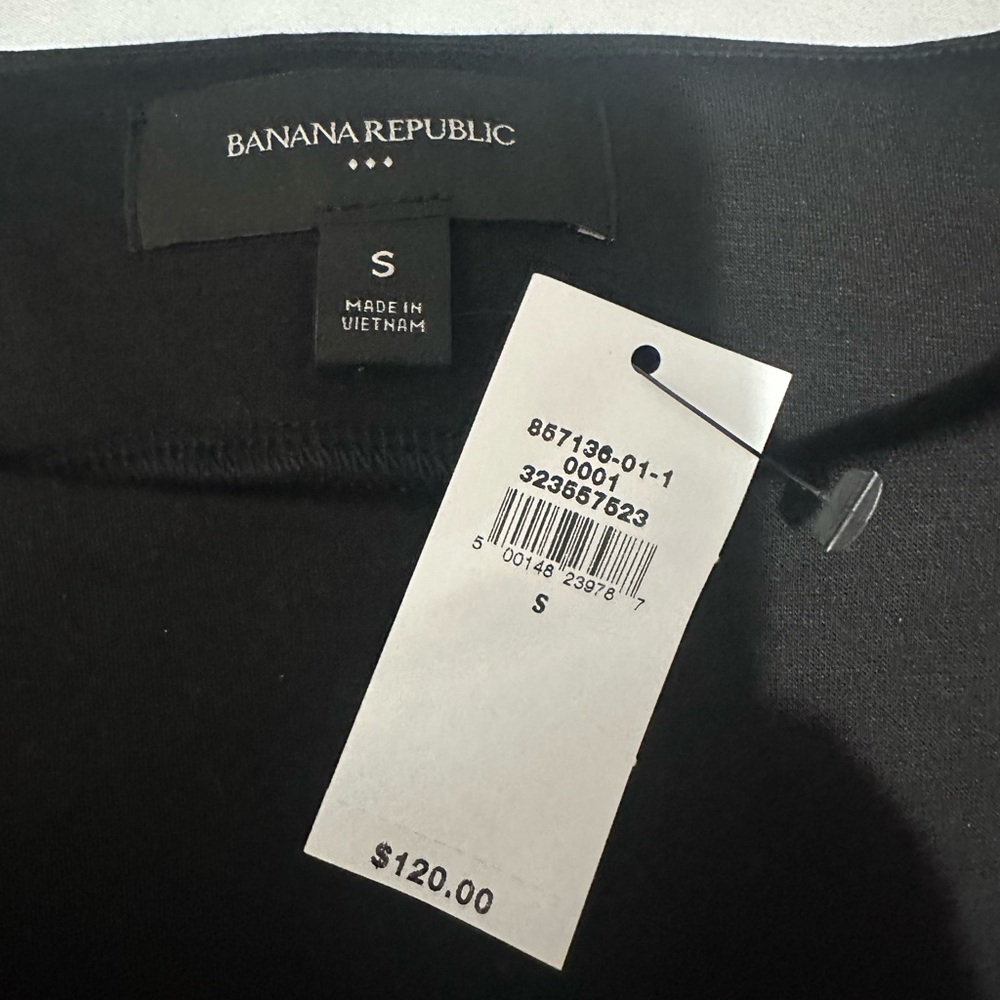 BANANA REPUBLIC
S
MADE IN
VIETNAM
857136-01-1
0001
323557523
5 00148 23978 7
S
$120.00